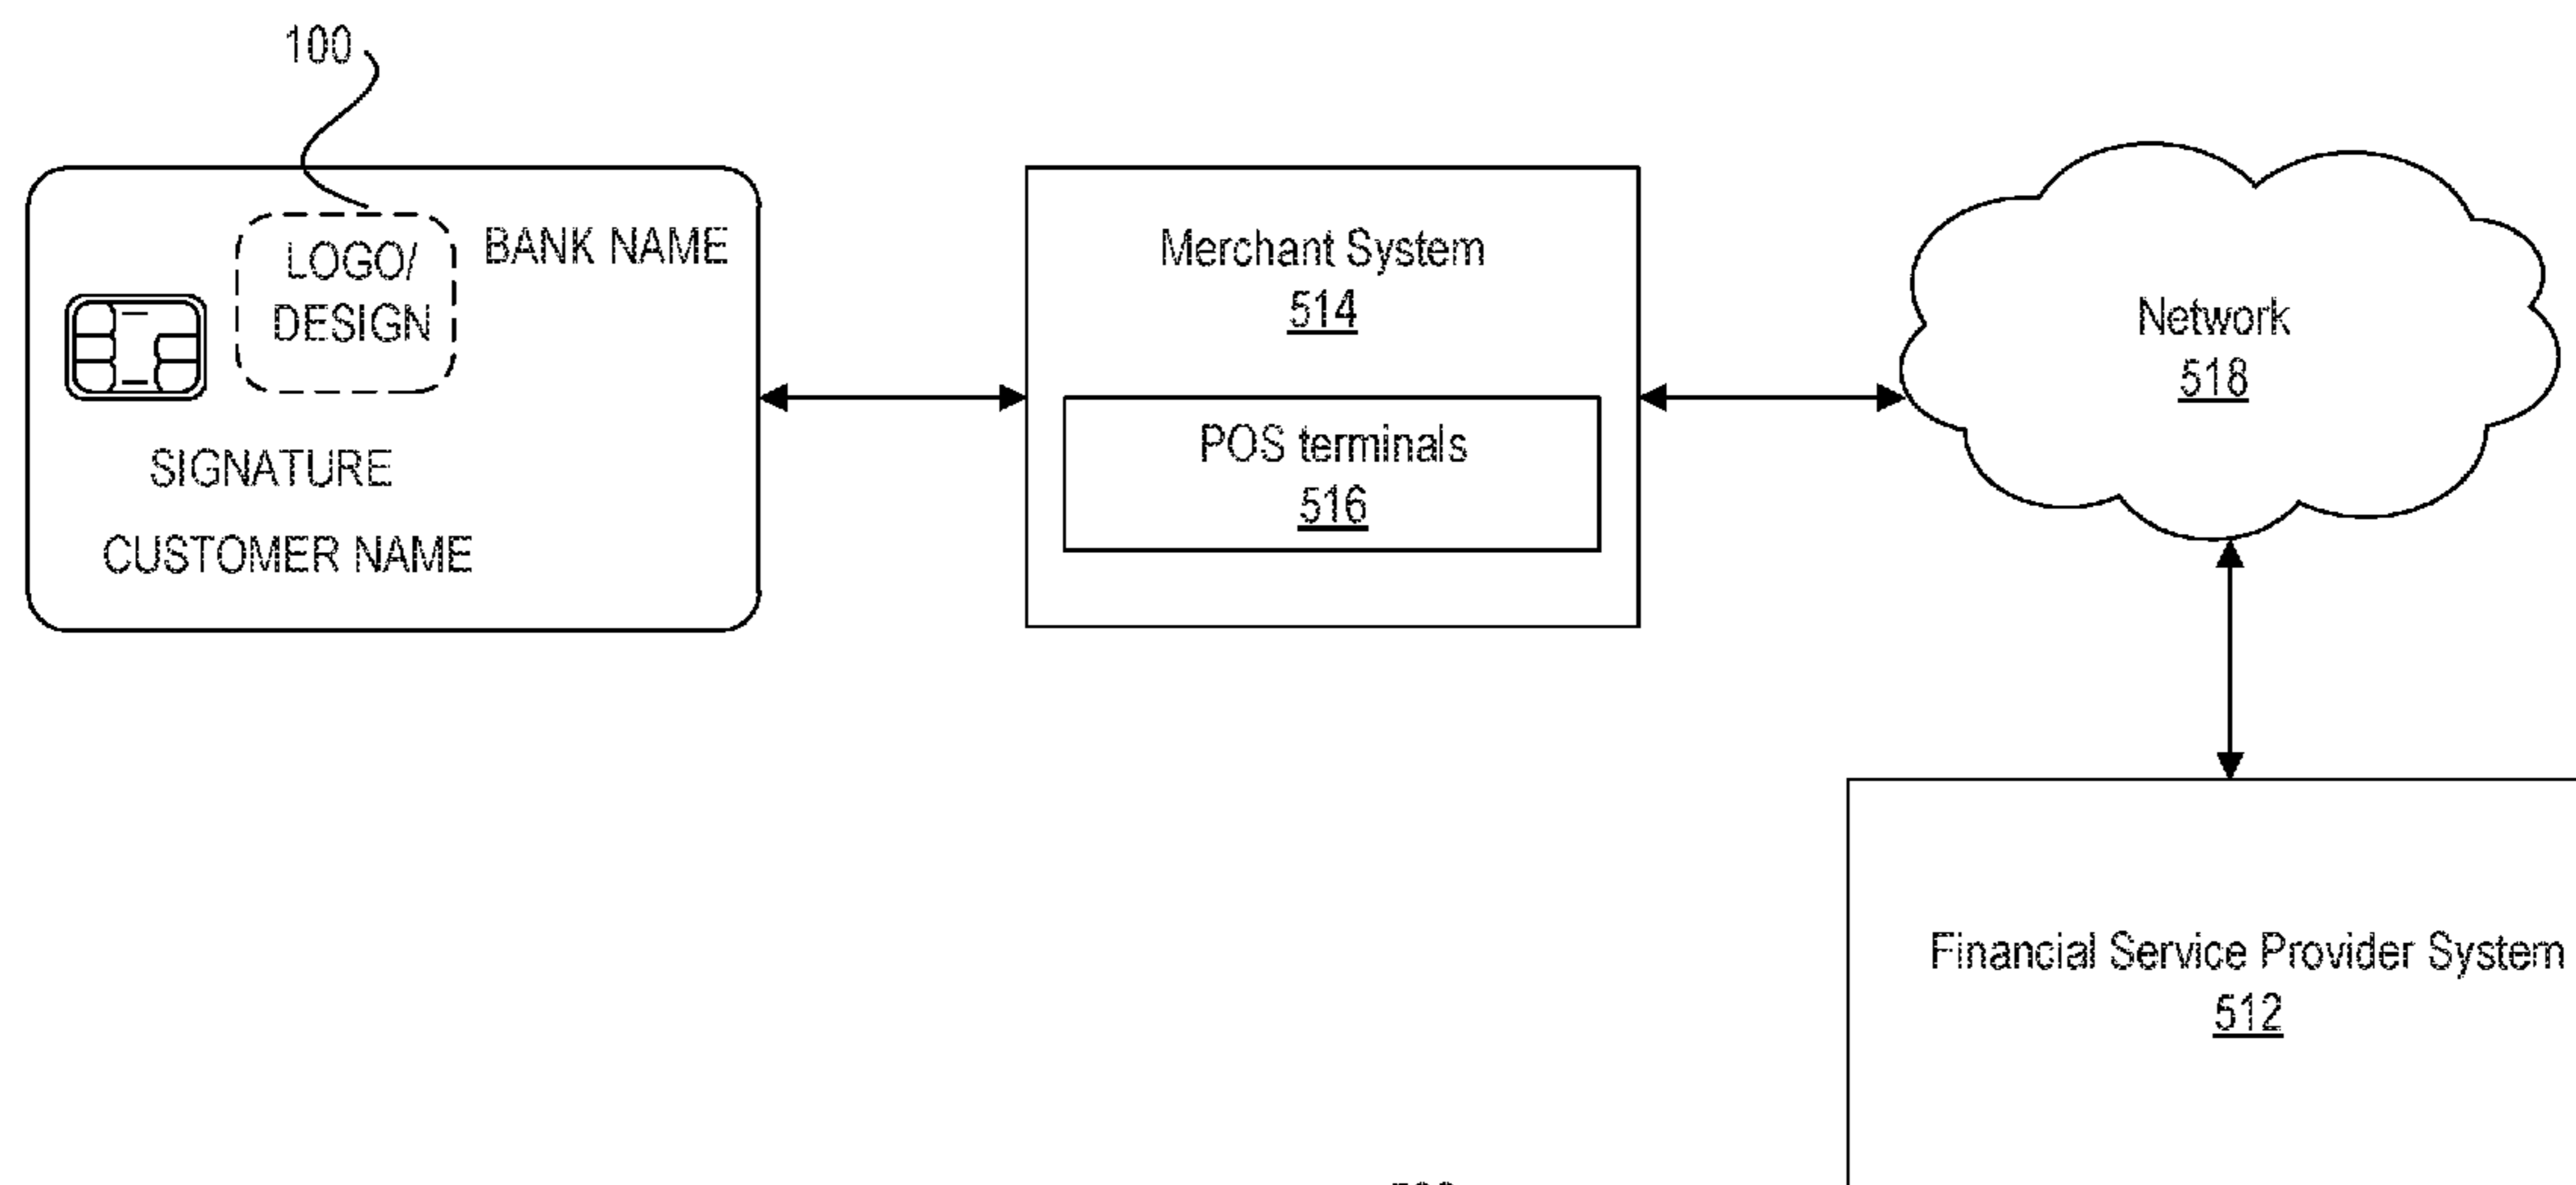 100
LOGO/
DESIGN
BANK NAME
SIGNATURE
CUSTOMER NAME
Merchant System
514
POS terminals
516
Network
518
Financial Service Provider System
512